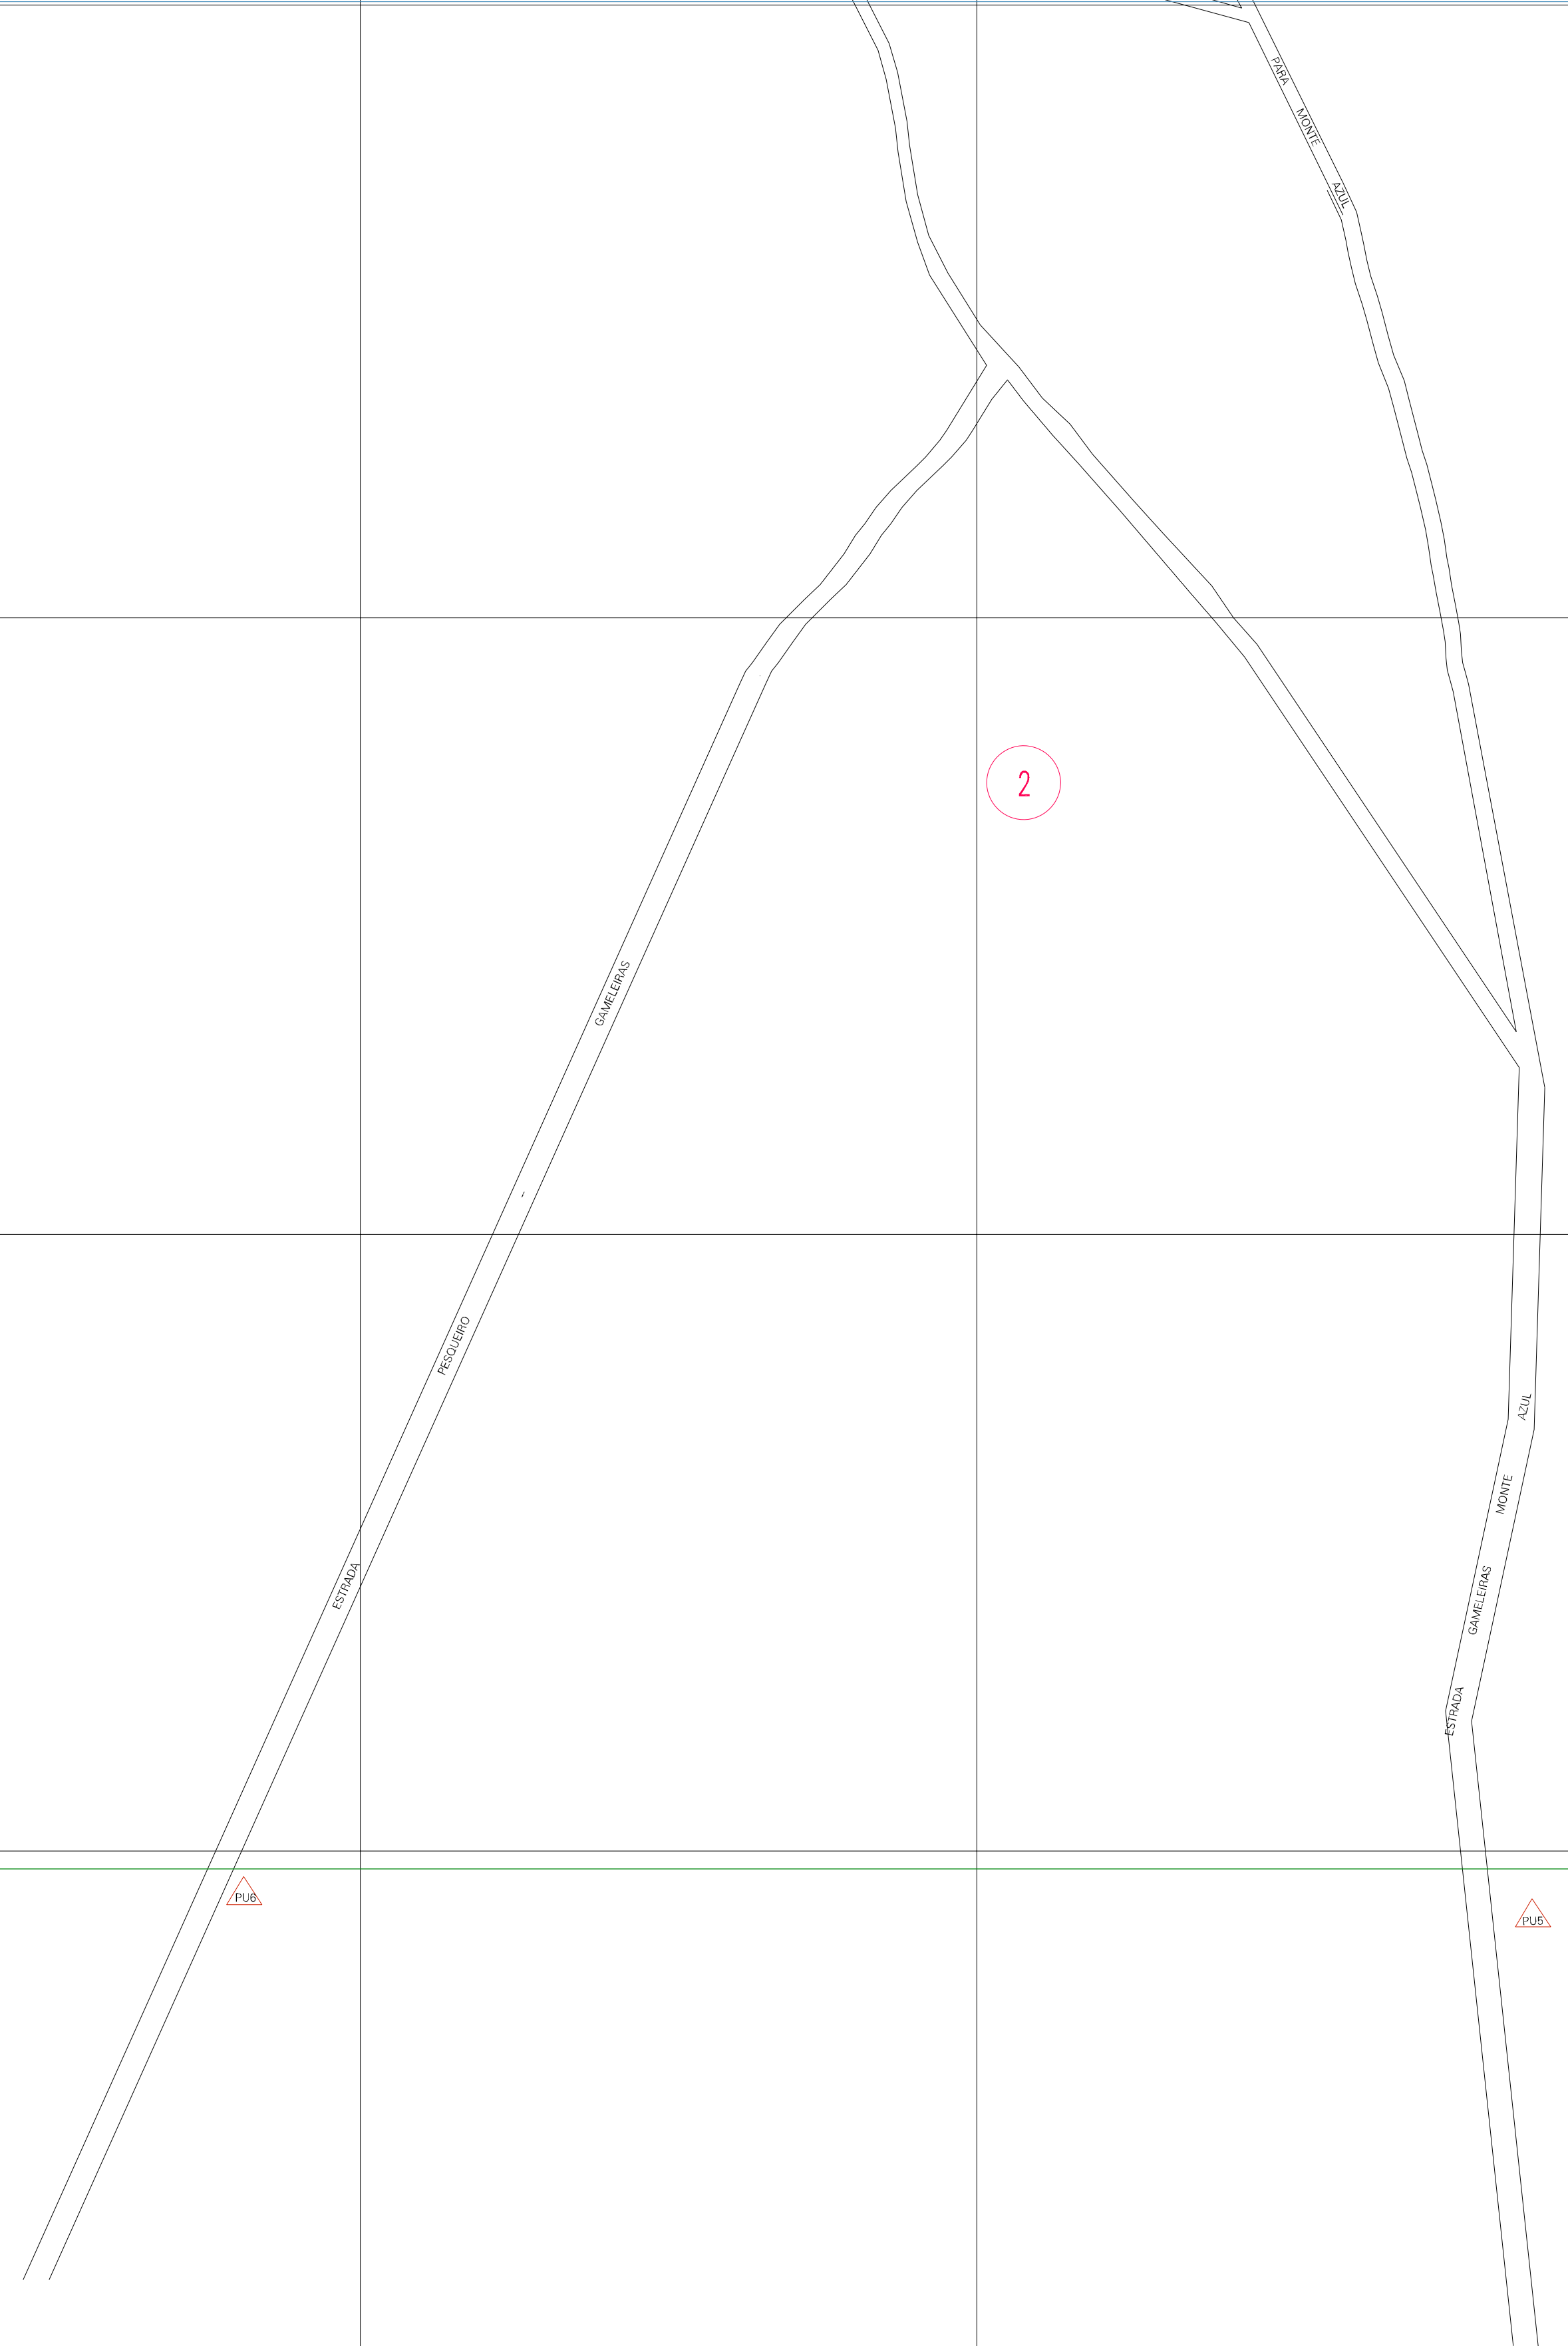 PARA MONTE AZUL
2
ESTRADA PESQUEIRO - GAMELEIRAS
ESTRADA GAMELEIRAS MONTE AZUL
PU6
PU5